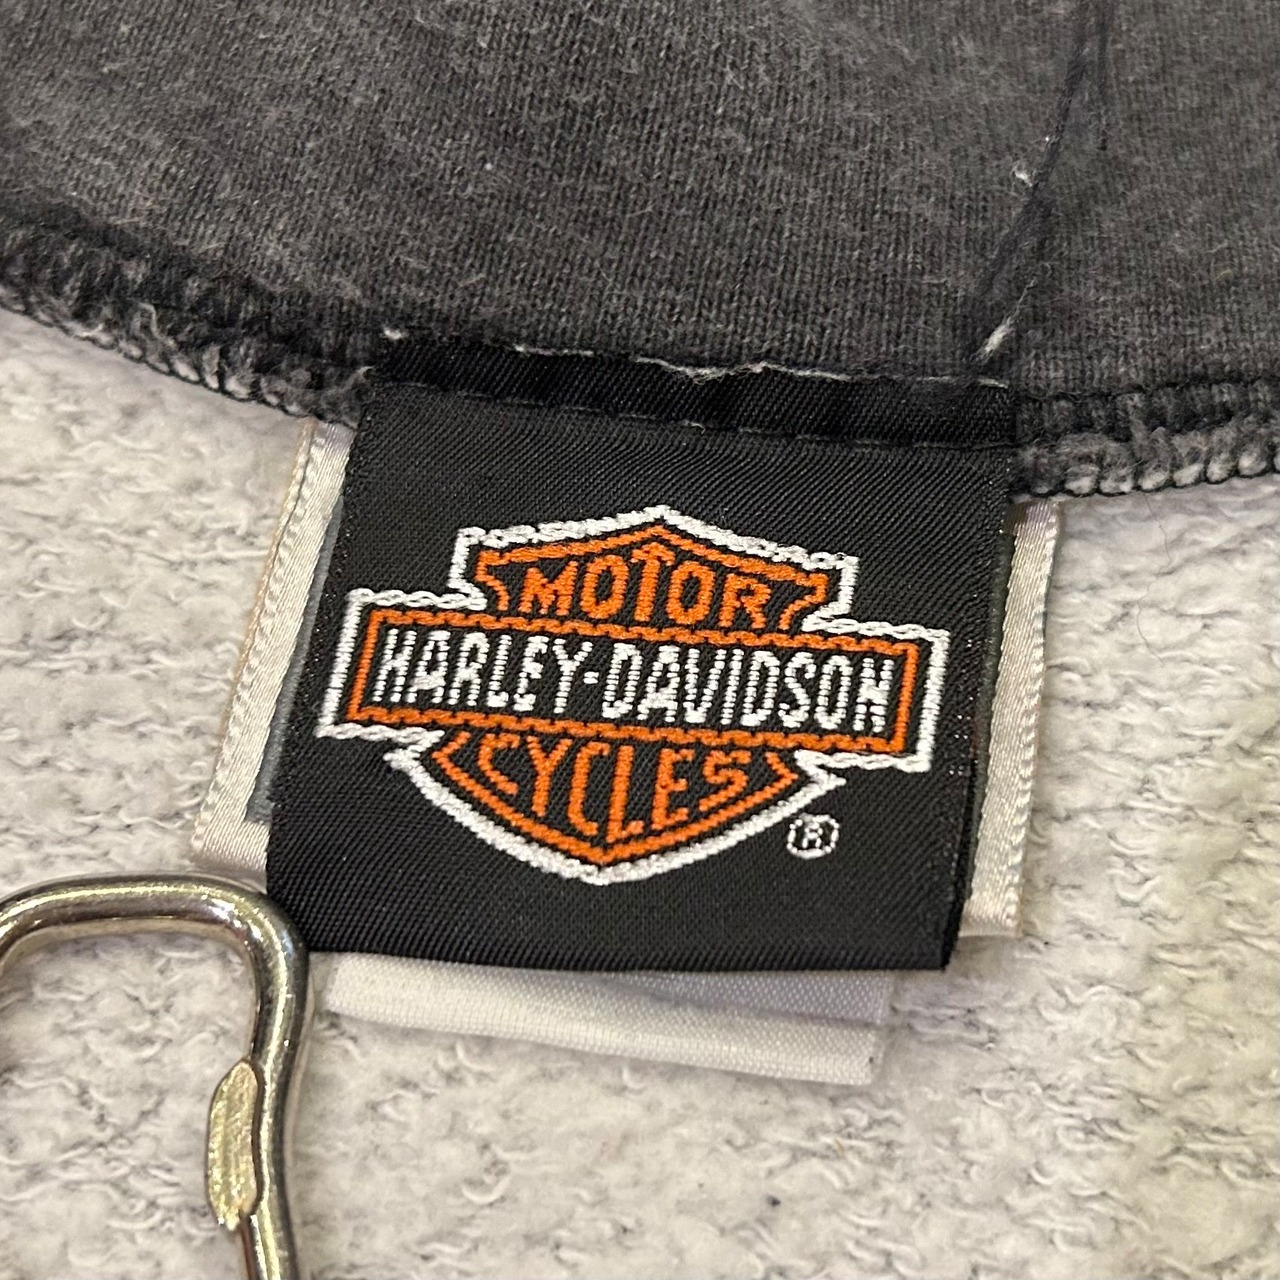 MOTOR
HARLEY-DAVIDSON
CYCLES
®